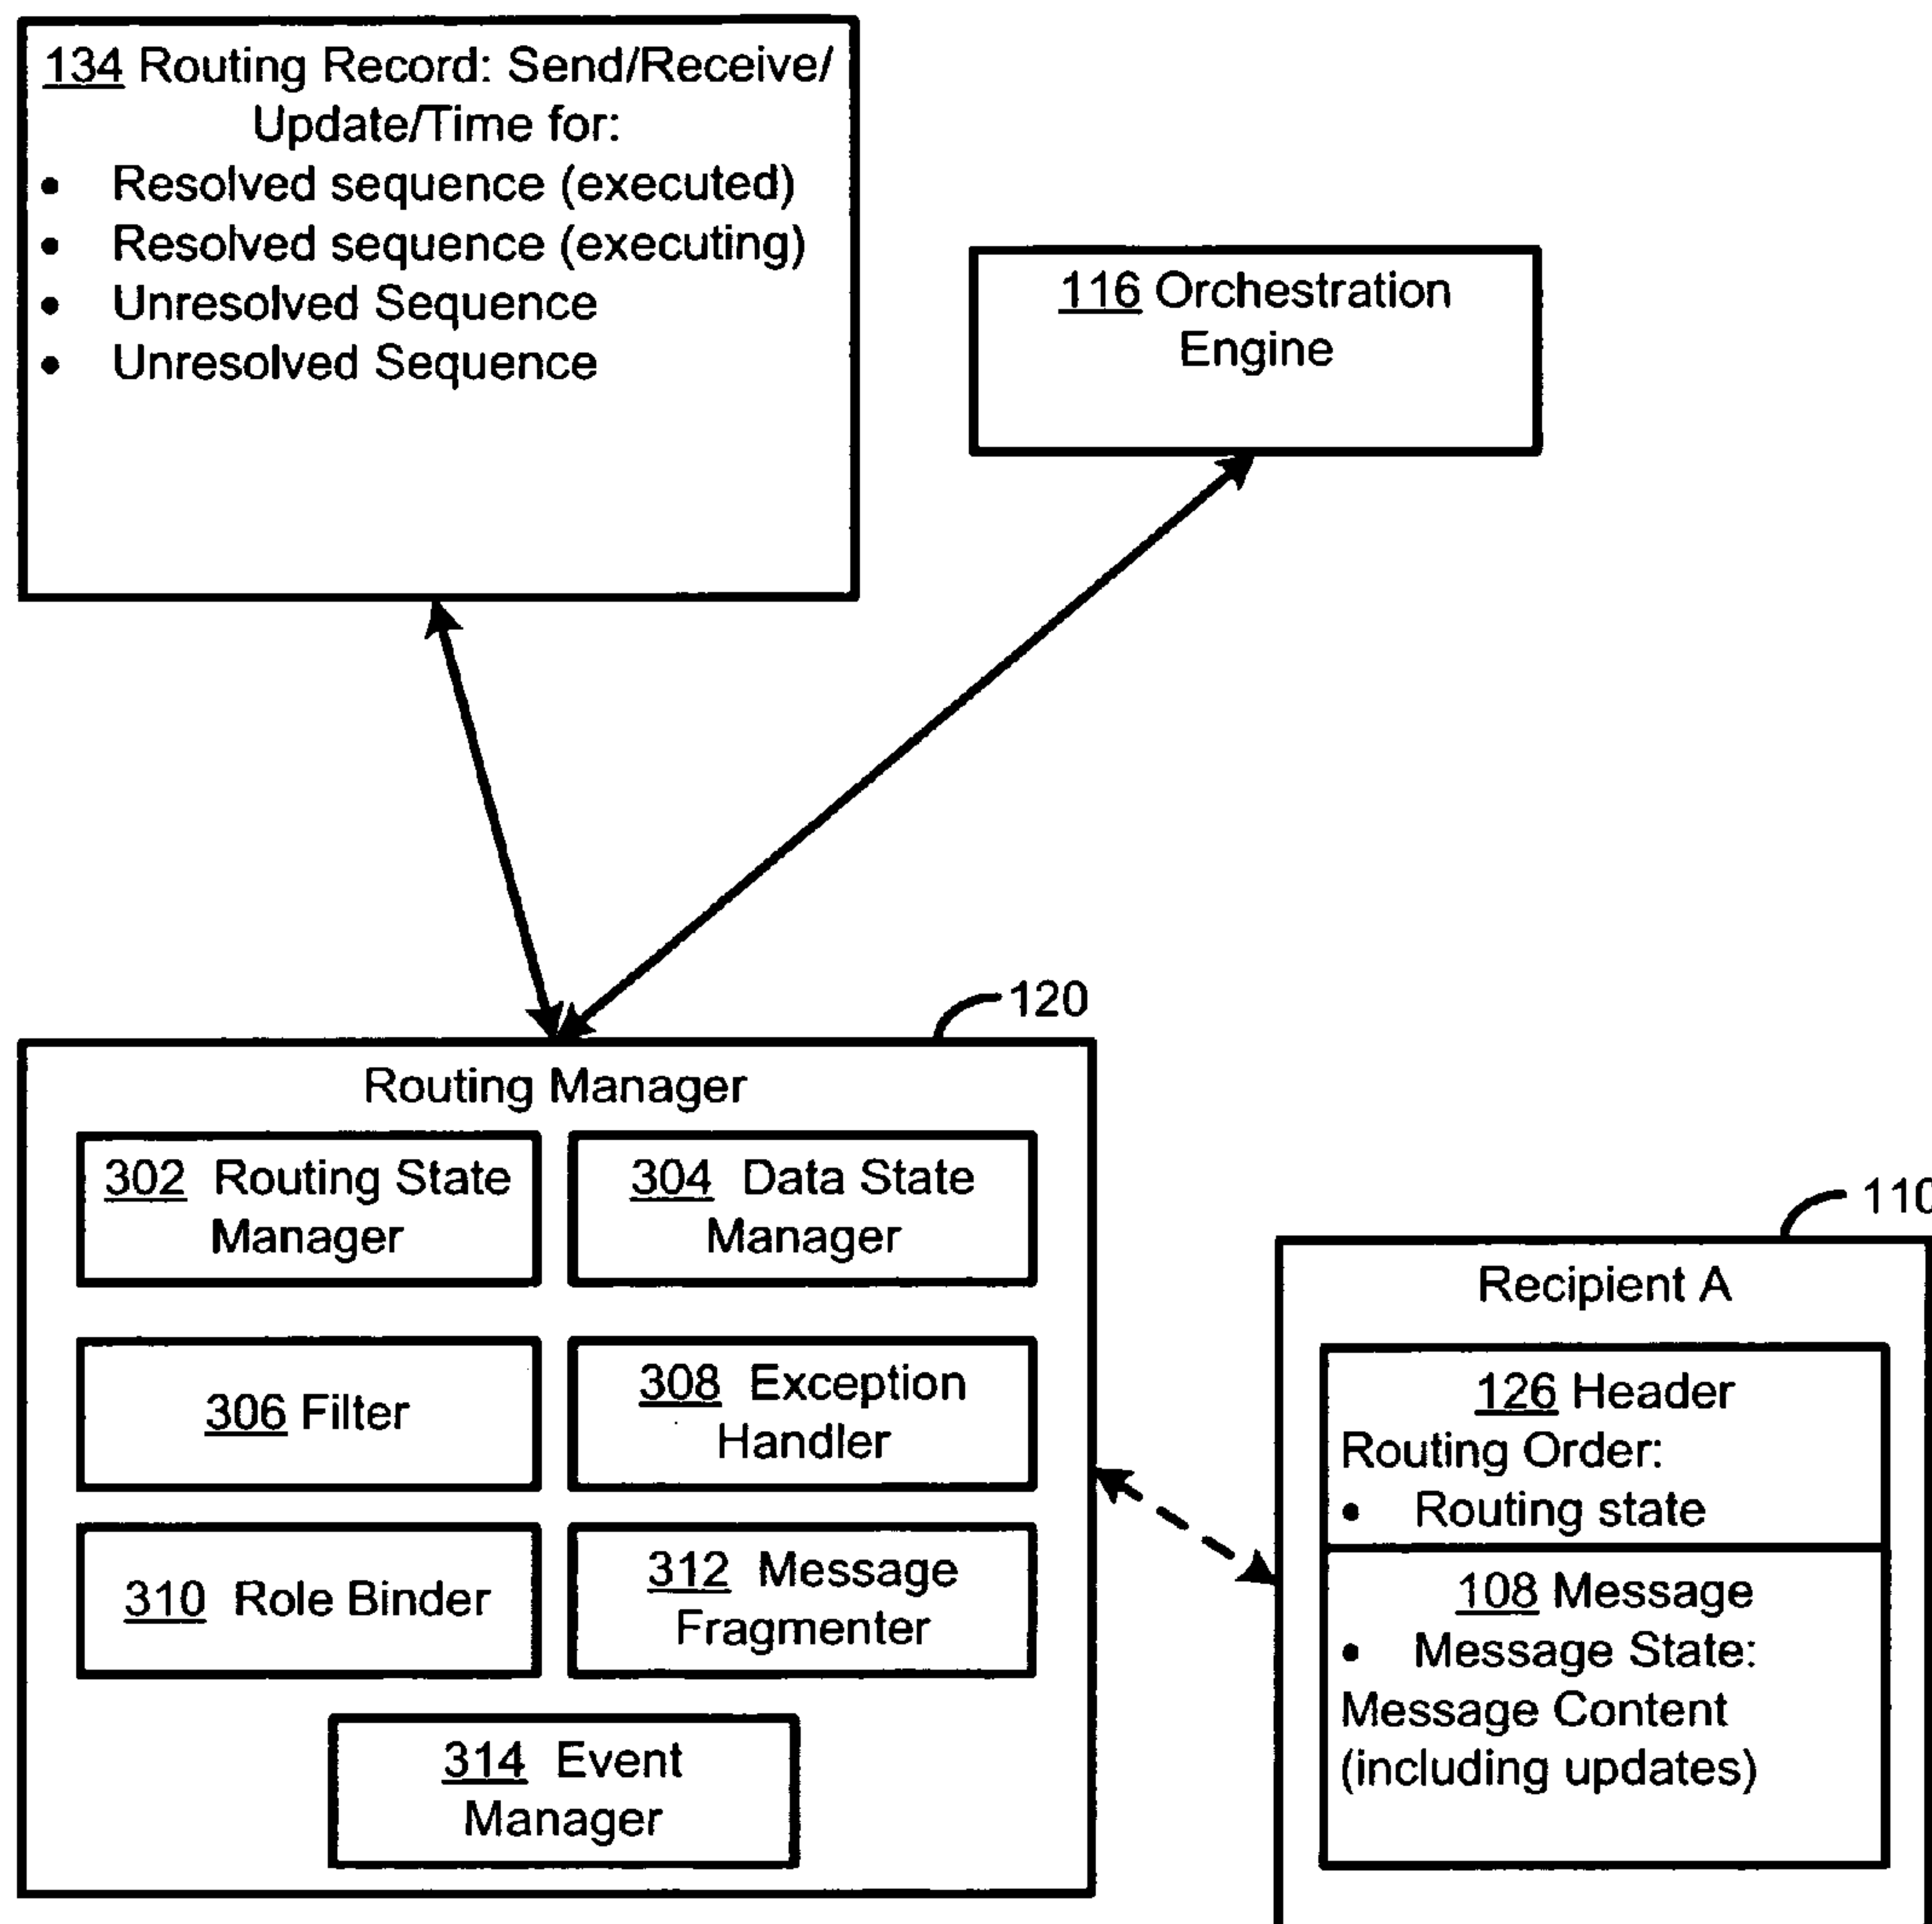 134 Routing Record: Send/Receive/
Update/Time for:
• Resolved sequence (executed)
• Resolved sequence (executing)
• Unresolved Sequence
• Unresolved Sequence
116 Orchestration
Engine
120
Routing Manager
302 Routing State
Manager
304 Data State
Manager
306 Filter
308 Exception
Handler
310 Role Binder
312 Message
Fragmenter
314 Event
Manager
110
Recipient A
126 Header
Routing Order:
• Routing state
108 Message
• Message State:
Message Content
(including updates)